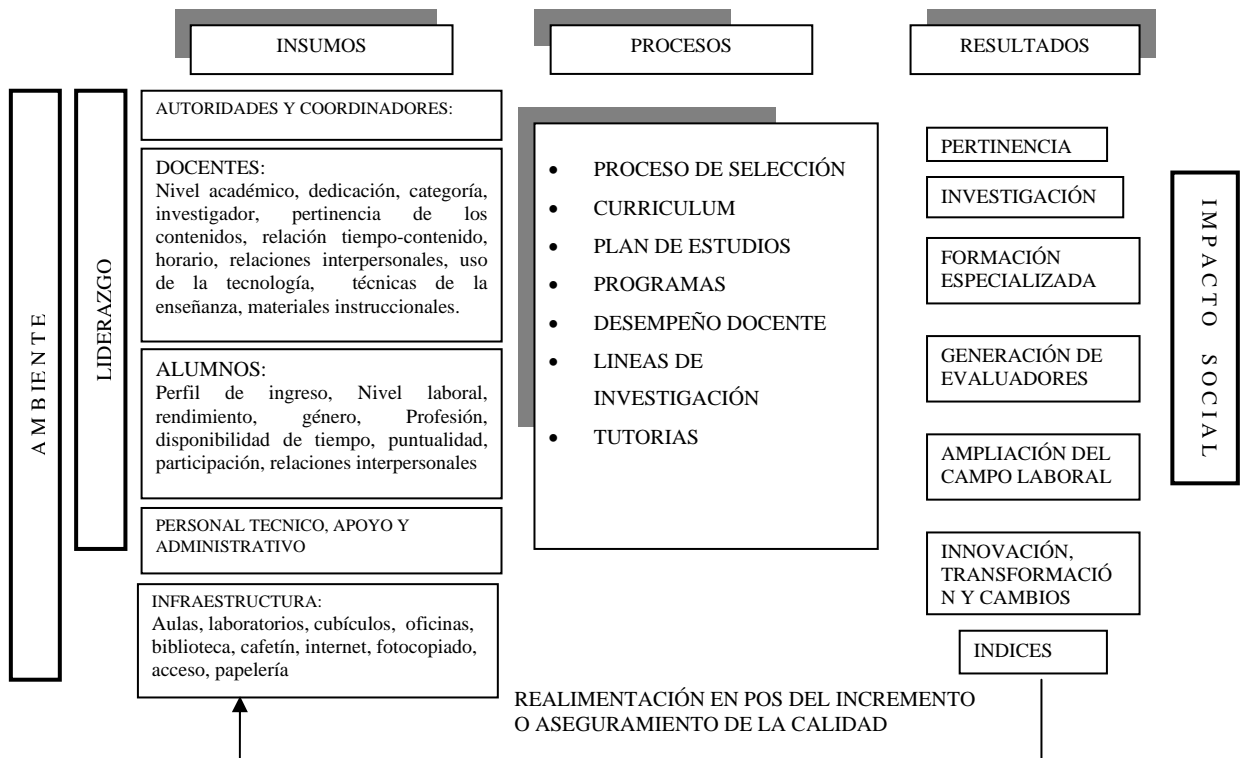 INSUMOS
PROCESOS
RESULTADOS
AMBIENTE
LIDERAZGO
AUTORIDADES Y COORDINADORES:
DOCENTES:
Nivel académico, dedicación, categoría,
investigador, pertinencia de los
contenidos, relación tiempo-contenido,
horario, relaciones interpersonales, uso
de la tecnología, técnicas de la
enseñanza, materiales instruccionales.
ALUMNOS:
Perfil de ingreso, Nivel laboral,
rendimiento, género, Profesión,
disponibilidad de tiempo, puntualidad,
participación, relaciones interpersonales
PERSONAL TECNICO, APOYO Y
ADMINISTRATIVO
INFRAESTRUCTURA:
Aulas, laboratorios, cubículos, oficinas,
biblioteca, cafetín, internet, fotocopiado,
acceso, papelería
• PROCESO DE SELECCIÓN
• CURRICULUM
• PLAN DE ESTUDIOS
• PROGRAMAS
• DESEMPEÑO DOCENTE
• LINEAS DE
INVESTIGACIÓN
• TUTORIAS
PERTINENCIA
INVESTIGACIÓN
FORMACIÓN
ESPECIALIZADA
GENERACIÓN DE
EVALUADORES
AMPLIACIÓN DEL
CAMPO LABORAL
INNOVACIÓN,
TRANSFORMACIÓ
N Y CAMBIOS
INDICES
IMPACTO SOCIAL
REALIMENTACIÓN EN POS DEL INCREMENTO
O ASEGURAMIENTO DE LA CALIDAD